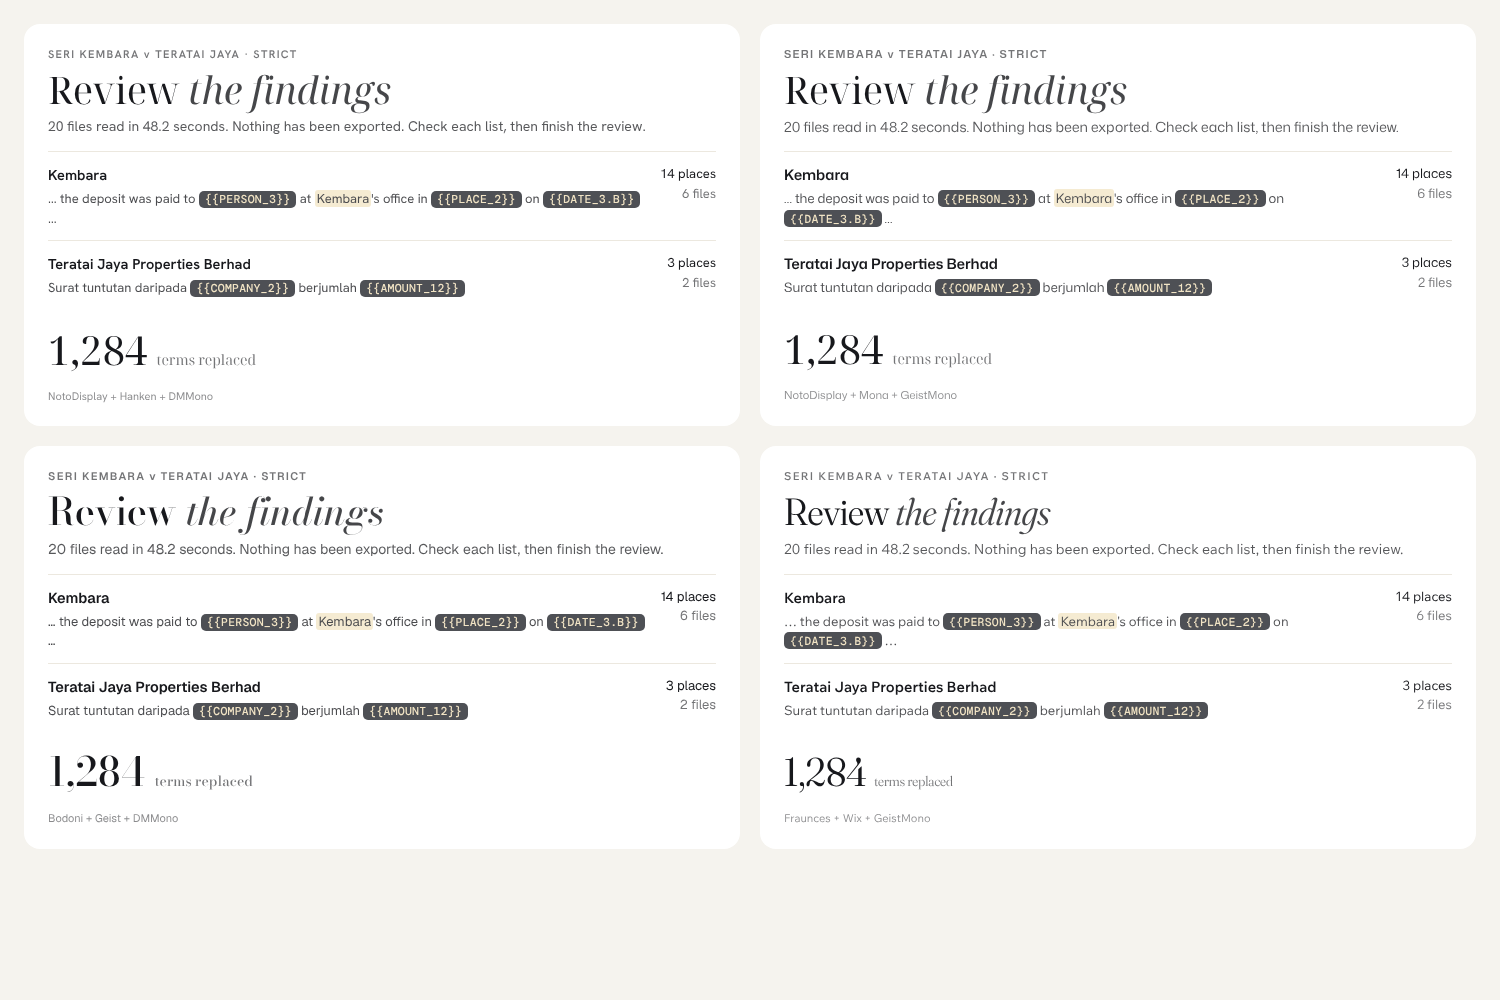 SERI KEMBARA v TERATAI JAYA · STRICT
Review the findings
20 files read in 48.2 seconds. Nothing has been exported. Check each list, then finish the review.
Kembara
14 places
... the deposit was paid to {{PERSON_3}} at Kembara's office in {{PLACE_2}} on {{DATE_3.B}}
6 files
...
Teratai Jaya Properties Berhad
3 places
Surat tuntutan daripada {{COMPANY_2}} berjumlah {{AMOUNT_12}}
2 files
1,284 terms replaced
NotoDisplay + Hanken + DMMono
SERI KEMBARA v TERATAI JAYA · STRICT
Review the findings
20 files read in 48.2 seconds. Nothing has been exported. Check each list, then finish the review.
Kembara
14 places
... the deposit was paid to {{PERSON_3}} at Kembara's office in {{PLACE_2}} on
6 files
{{DATE_3.B}} ...
Teratai Jaya Properties Berhad
3 places
Surat tuntutan daripada {{COMPANY_2}} berjumlah {{AMOUNT_12}}
2 files
1,284 terms replaced
NotoDisplay + Mona + GeistMono
SERI KEMBARA v TERATAI JAYA · STRICT
Review the findings
20 files read in 48.2 seconds. Nothing has been exported. Check each list, then finish the review.
Kembara
14 places
... the deposit was paid to {{PERSON_3}} at Kembara's office in {{PLACE_2}} on {{DATE_3.B}}
6 files
...
Teratai Jaya Properties Berhad
3 places
Surat tuntutan daripada {{COMPANY_2}} berjumlah {{AMOUNT_12}}
2 files
1,284 terms replaced
Bodoni + Geist + DMMono
SERI KEMBARA v TERATAI JAYA · STRICT
Review the findings
20 files read in 48.2 seconds. Nothing has been exported. Check each list, then finish the review.
Kembara
14 places
... the deposit was paid to {{PERSON_3}} at Kembara's office in {{PLACE_2}} on
6 files
{{DATE_3.B}} ...
Teratai Jaya Properties Berhad
3 places
Surat tuntutan daripada {{COMPANY_2}} berjumlah {{AMOUNT_12}}
2 files
1,284 terms replaced
Fraunces + Wix + GeistMono